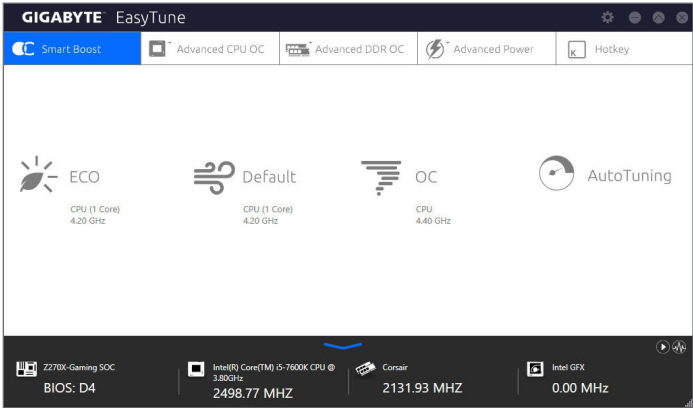 GIGABYTE™ EasyTune
Smart Boost
Advanced CPU OC
Advanced DDR OC
Advanced Power
K
Hotkey
ECO
CPU (1 Core)
4.20 GHz
Default
CPU (1 Core)
4.20 GHz
OC
CPU
4.40 GHz
AutoTuning
Z270X-Gaming SOC
BIOS: D4
Intel(R) Core(TM) i5-7600K CPU @
3.80GHz
2498.77 MHZ
Corsair
2131.93 MHZ
Intel GFX
0.00 MHz